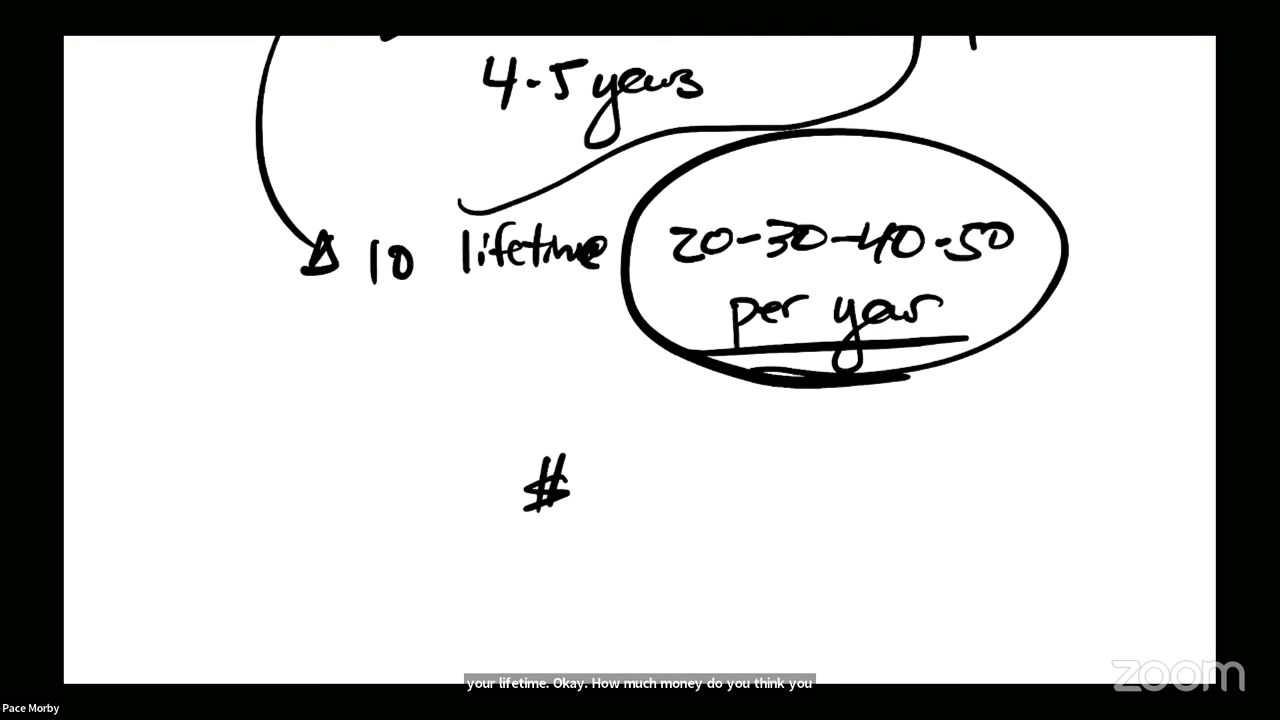 4-5 years
10 lifetime
20-30-40-50
per year
#
your lifetime. Okay. How much money do you think you
zoom
Pace Morby